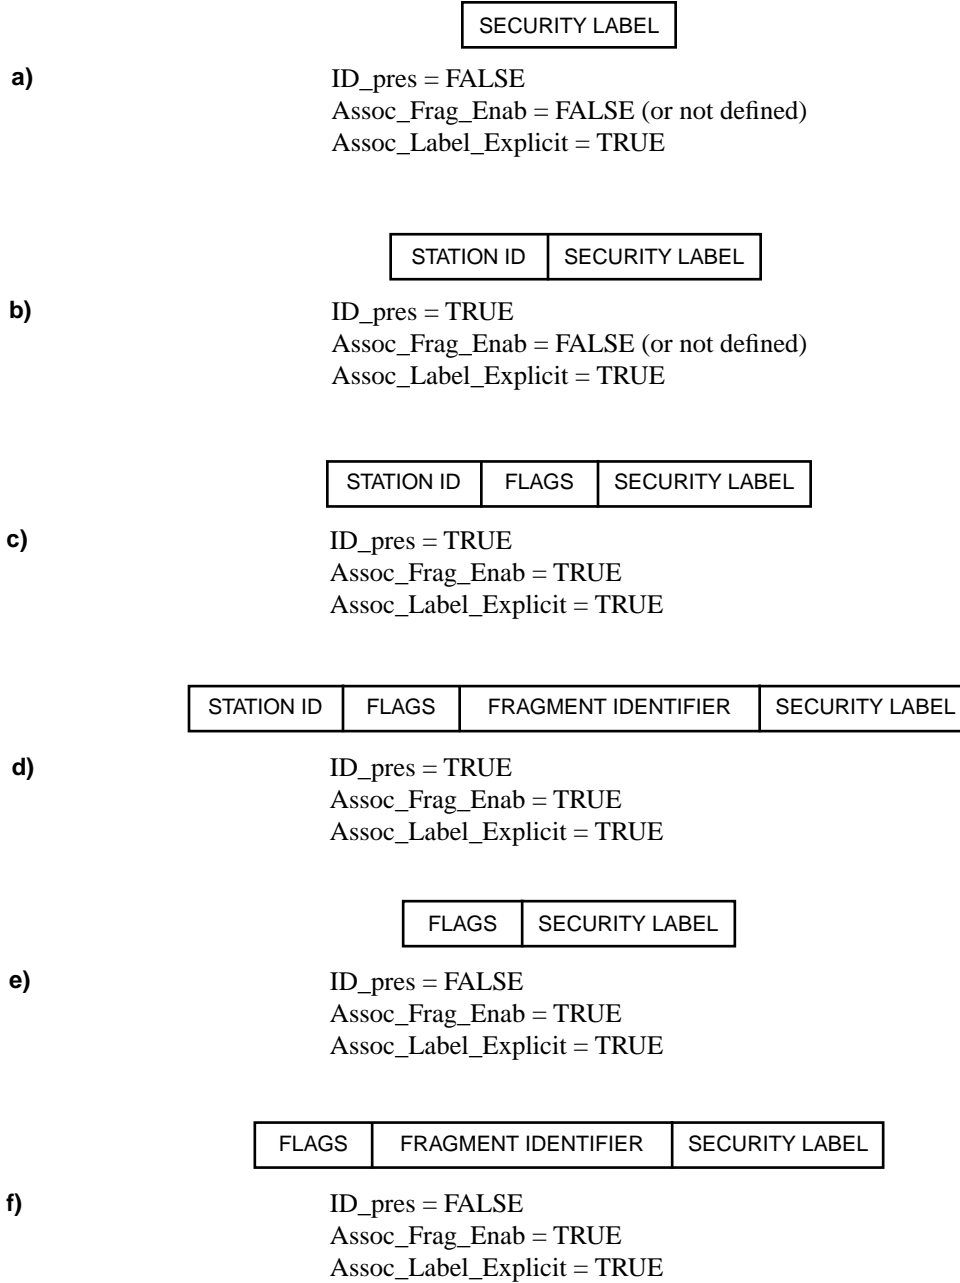 SECURITY LABEL
a)
ID_pres = FALSE
Assoc_Frag_Enab = FALSE (or not defined)
Assoc_Label_Explicit = TRUE
STATION ID SECURITY LABEL
b)
ID_pres = TRUE
Assoc_Frag_Enab = FALSE (or not defined)
Assoc_Label_Explicit = TRUE
STATION ID FLAGS SECURITY LABEL
c)
ID_pres = TRUE
Assoc_Frag_Enab = TRUE
Assoc_Label_Explicit = TRUE
STATION ID FLAGS FRAGMENT IDENTIFIER SECURITY LABEL
d)
ID_pres = TRUE
Assoc_Frag_Enab = TRUE
Assoc_Label_Explicit = TRUE
FLAGS SECURITY LABEL
e)
ID_pres = FALSE
Assoc_Frag_Enab = TRUE
Assoc_Label_Explicit = TRUE
FLAGS FRAGMENT IDENTIFIER SECURITY LABEL
f)
ID_pres = FALSE
Assoc_Frag_Enab = TRUE
Assoc_Label_Explicit = TRUE